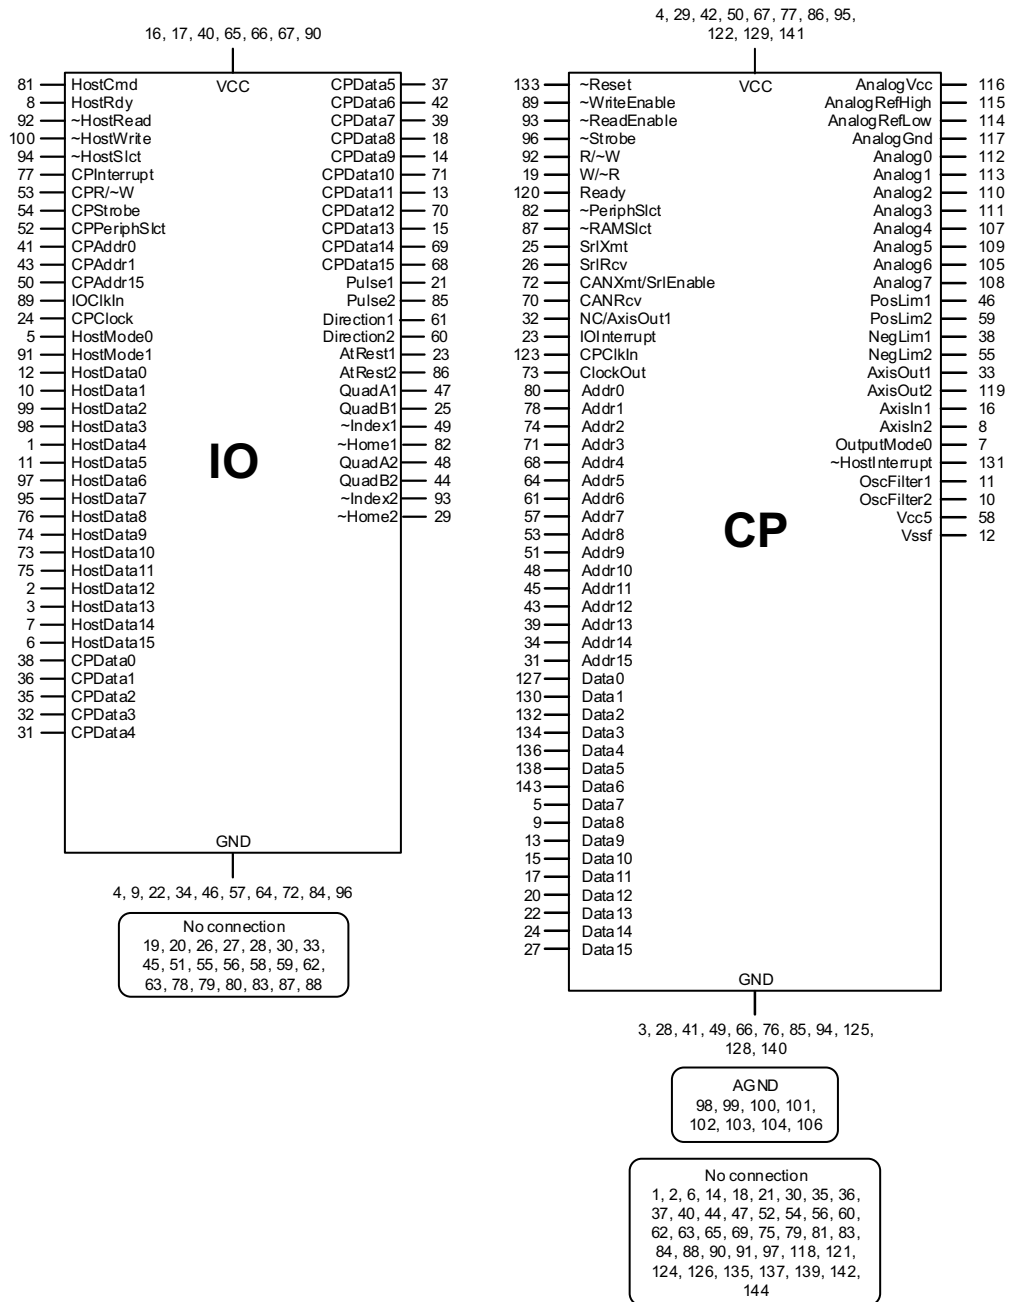 16, 17, 40, 65, 66, 67, 90
VCC
81 HostCmd
8 HostRdy
92 ~HostRead
100 ~HostWrite
94 ~HostSlct
77 CPInterrupt
53 CPR/~W
54 CPStrobe
52 CPPeriphSlct
41 CPAddr0
43 CPAddr1
50 CPAddr15
89 IOClkIn
24 CPClock
5 HostMode0
91 HostMode1
12 HostData0
10 HostData1
99 HostData2
98 HostData3
1 HostData4
11 HostData5
97 HostData6
95 HostData7
76 HostData8
74 HostData9
73 HostData10
75 HostData11
2 HostData12
3 HostData13
7 HostData14
6 HostData15
38 CPData0
36 CPData1
35 CPData2
32 CPData3
31 CPData4
IO
CPData5 37
CPData6 42
CPData7 39
CPData8 18
CPData9 14
CPData10 71
CPData11 13
CPData12 70
CPData13 15
CPData14 69
CPData15 68
Pulse1 21
Pulse2 85
Direction1 61
Direction2 60
AtRest1 23
AtRest2 86
QuadA1 47
QuadB1 25
~Index1 49
~Home1 82
QuadA2 48
QuadB2 44
~Index2 93
~Home2 29
GND
4, 9, 22, 34, 46, 57, 64, 72, 84, 96
No connection
19, 20, 26, 27, 28, 30, 33,
45, 51, 55, 56, 58, 59, 62,
63, 78, 79, 80, 83, 87, 88
4, 29, 42, 50, 67, 77, 86, 95,
122, 129, 141
VCC
133 ~Reset
89 ~WriteEnable
93 ~ReadEnable
96 ~Strobe
92 R/~W
19 W/~R
120 Ready
82 ~PeriphSlct
87 ~RAMSlct
25 SrlXmt
26 SrlRcv
72 CANXmt/SrlEnable
70 CANRcv
32 NC/AxisOut1
23 IOInterrupt
123 CPClkIn
73 ClockOut
80 Addr0
78 Addr1
74 Addr2
71 Addr3
68 Addr4
64 Addr5
61 Addr6
57 Addr7
53 Addr8
51 Addr9
48 Addr10
45 Addr11
43 Addr12
39 Addr13
34 Addr14
31 Addr15
127 Data0
130 Data1
132 Data2
134 Data3
136 Data4
138 Data5
143 Data6
5 Data7
9 Data8
13 Data9
15 Data10
17 Data11
20 Data12
22 Data13
24 Data14
27 Data15
CP
AnalogVcc 116
AnalogRefHigh 115
AnalogRefLow 114
AnalogGnd 117
Analog0 112
Analog1 113
Analog2 110
Analog3 111
Analog4 107
Analog5 109
Analog6 105
Analog7 108
PosLim1 46
PosLim2 59
NegLim1 38
NegLim2 55
AxisOut1 33
AxisOut2 119
AxisIn1 16
AxisIn2 8
OutputMode0 7
~HostInterrupt 131
OscFilter1 11
OscFilter2 10
Vcc5 58
Vssf 12
GND
3, 28, 41, 49, 66, 76, 85, 94, 125,
128, 140
AGND
98, 99, 100, 101,
102, 103, 104, 106
No connection
1, 2, 6, 14, 18, 21, 30, 35, 36,
37, 40, 44, 47, 52, 54, 56, 60,
62, 63, 65, 69, 75, 79, 81, 83,
84, 88, 90, 91, 97, 118, 121,
124, 126, 135, 137, 139, 142,
144